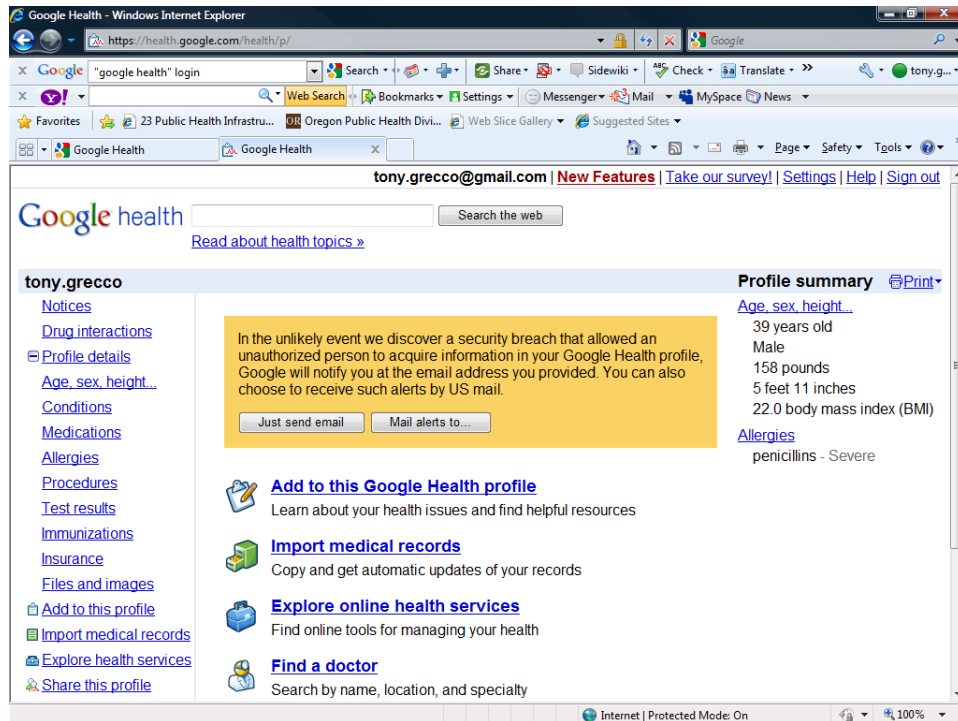 Google Health - Windows Internet Explorer
https://health.google.com/health/p/
Google
x Google "google health" login Search Share Sidewiki Check Translate >> tony.g...
x Y! Web Search Bookmarks Settings Messenger Mail MySpace News
Favorites 23 Public Health Infrastru... OR Oregon Public Health Divi... Web Slice Gallery Suggested Sites
Google Health Google Health x Page Safety Tools
tony.grecco@gmail.com | New Features | Take our survey! | Settings | Help | Sign out
Google health Search the web
Read about health topics »
tony.grecco
Notices
Drug interactions
Profile details
Age, sex, height...
Conditions
Medications
Allergies
Procedures
Test results
Immunizations
Insurance
Files and images
Add to this profile
Import medical records
Explore health services
Share this profile
In the unlikely event we discover a security breach that allowed an
unauthorized person to acquire information in your Google Health profile,
Google will notify you at the email address you provided. You can also
choose to receive such alerts by US mail.
Just send email Mail alerts to...
Add to this Google Health profile
Learn about your health issues and find helpful resources
Import medical records
Copy and get automatic updates of your records
Explore online health services
Find online tools for managing your health
Find a doctor
Search by name, location, and specialty
Profile summary Print
Age, sex, height...
39 years old
Male
158 pounds
5 feet 11 inches
22.0 body mass index (BMI)
Allergies
penicillins - Severe
Internet | Protected Mode: On 100%